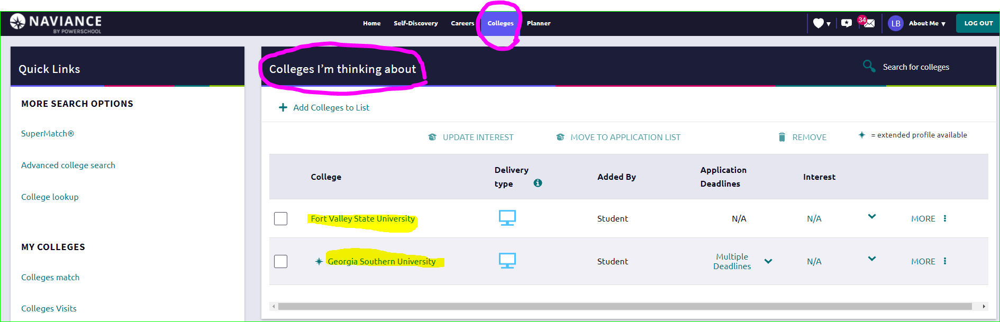 NAVIANCE
BY POWERSCHOOL
Home Self-Discovery Careers Colleges Planner
34
LB About Me
LOG OUT
Quick Links
MORE SEARCH OPTIONS
SuperMatch®
Advanced college search
College lookup
MY COLLEGES
Colleges match
Colleges Visits
Colleges I’m thinking about
Search for colleges
Add Colleges to List
UPDATE INTEREST MOVE TO APPLICATION LIST REMOVE = extended profile available
College Delivery type Added By Application Deadlines Interest
Fort Valley State University Student N/A N/A MORE
Georgia Southern University Student Multiple Deadlines N/A MORE